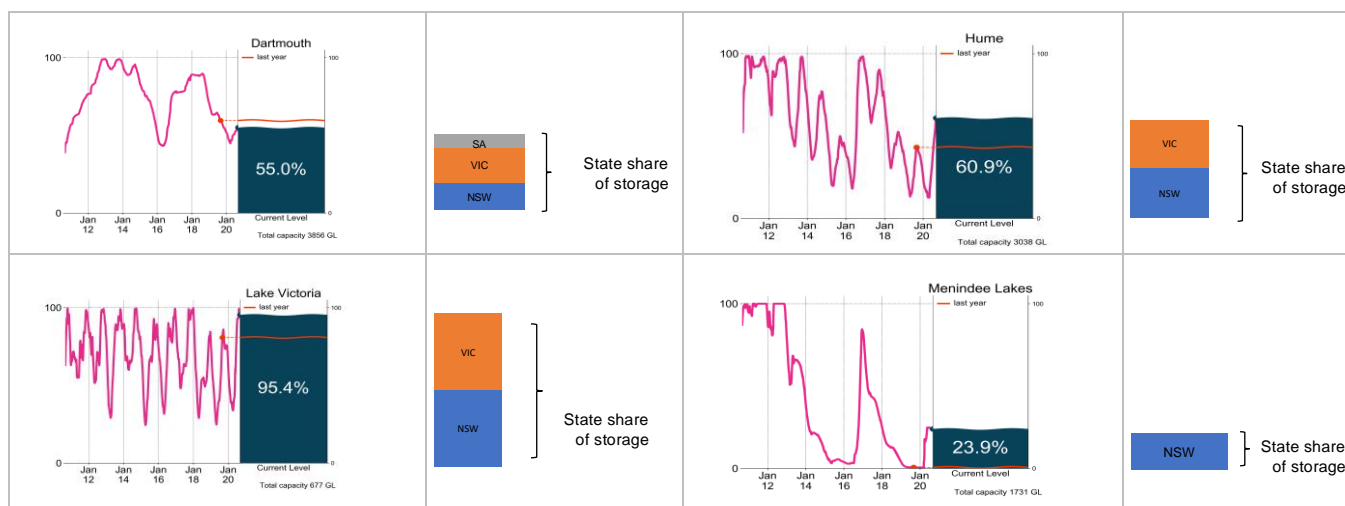 Dartmouth
last year
100
100
55.0%
0
0
Jan Jan Jan Jan Jan
12 14 16 18 20
Current Level
Total capacity 3856 GL
SA
VIC
NSW
State share
of storage
Hume
last year
100
100
60.9%
0
0
Jan Jan Jan Jan Jan
12 14 16 18 20
Current Level
Total capacity 3038 GL
VIC
NSW
State share
of storage
Lake Victoria
last year
100
100
95.4%
0
0
Jan Jan Jan Jan Jan
12 14 16 18 20
Current Level
Total capacity 677 GL
VIC
NSW
State share
of storage
Menindee Lakes
last year
100
100
23.9%
0
0
Jan Jan Jan Jan Jan
12 14 16 18 20
Current Level
Total capacity 1731 GL
NSW
State share
of storage